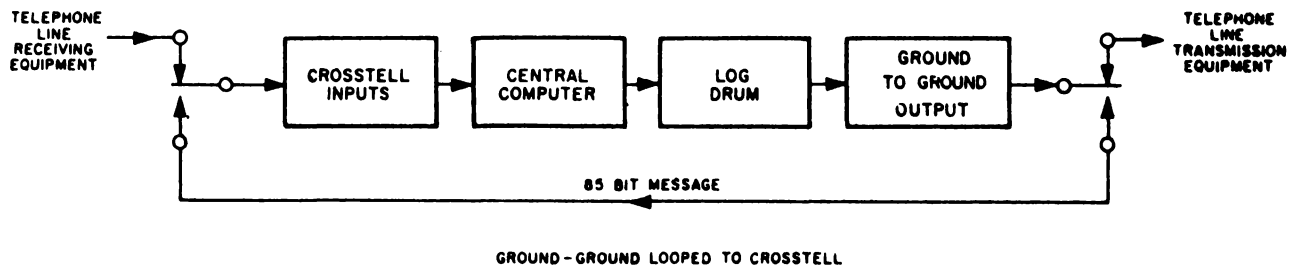 TELEPHONE
LINE
RECEIVING
EQUIPMENT
CROSSTELL
INPUTS
CENTRAL
COMPUTER
LOG
DRUM
GROUND
TO GROUND
OUTPUT
TELEPHONE
LINE
TRANSMISSION
EQUIPMENT
85 BIT MESSAGE
GROUND-GROUND LOOPED TO CROSSTELL